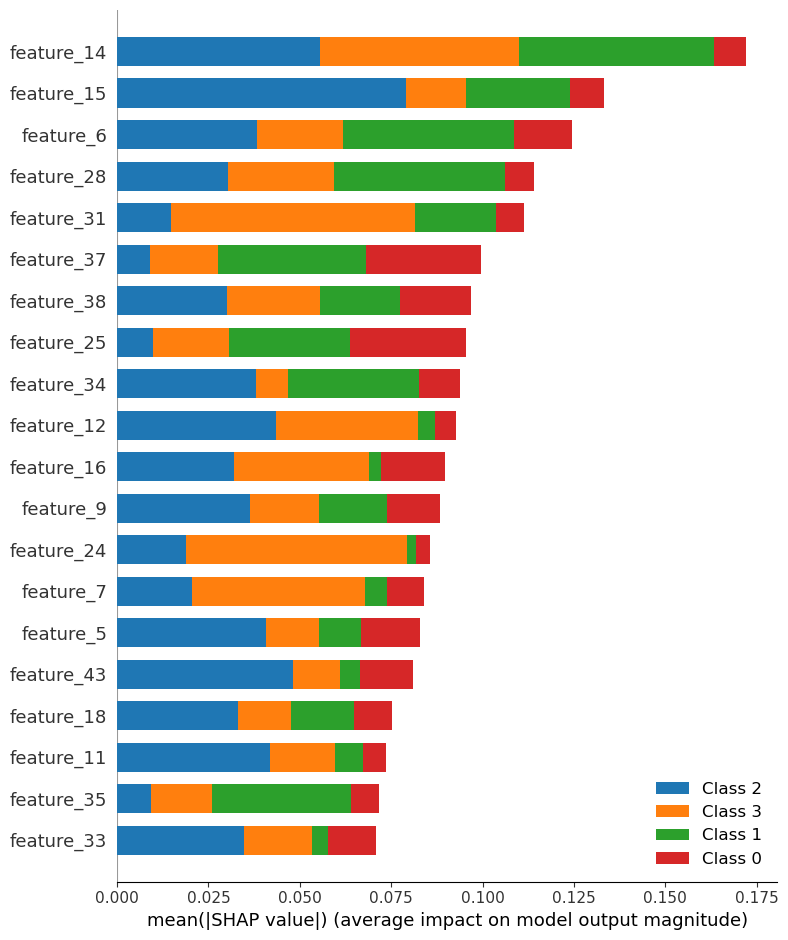 feature_14
feature_15
feature_6
feature_28
feature_31
feature_37
feature_38
feature_25
feature_34
feature_12
feature_16
feature_9
feature_24
feature_7
feature_5
feature_43
feature_18
feature_11
feature_35
feature_33
Class 2
Class 3
Class 1
Class 0
0.000 0.025 0.050 0.075 0.100 0.125 0.150 0.175
mean(|SHAP value|) (average impact on model output magnitude)